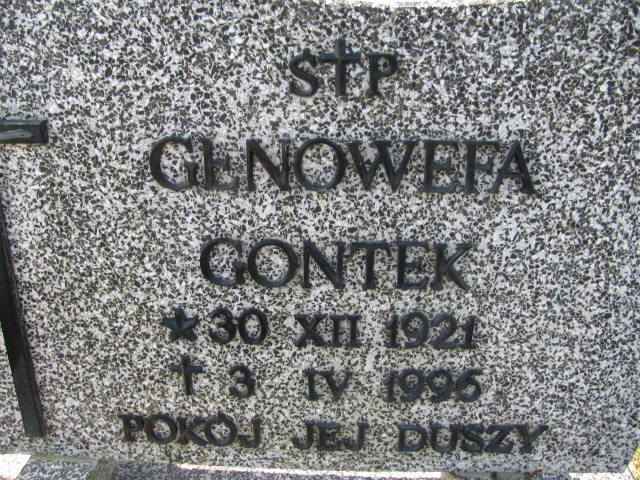 S†P
GENOWEFA
GONTEK
★30 XII 1921
† 3 IV 1996
POKÓJ JEJ DUSZY